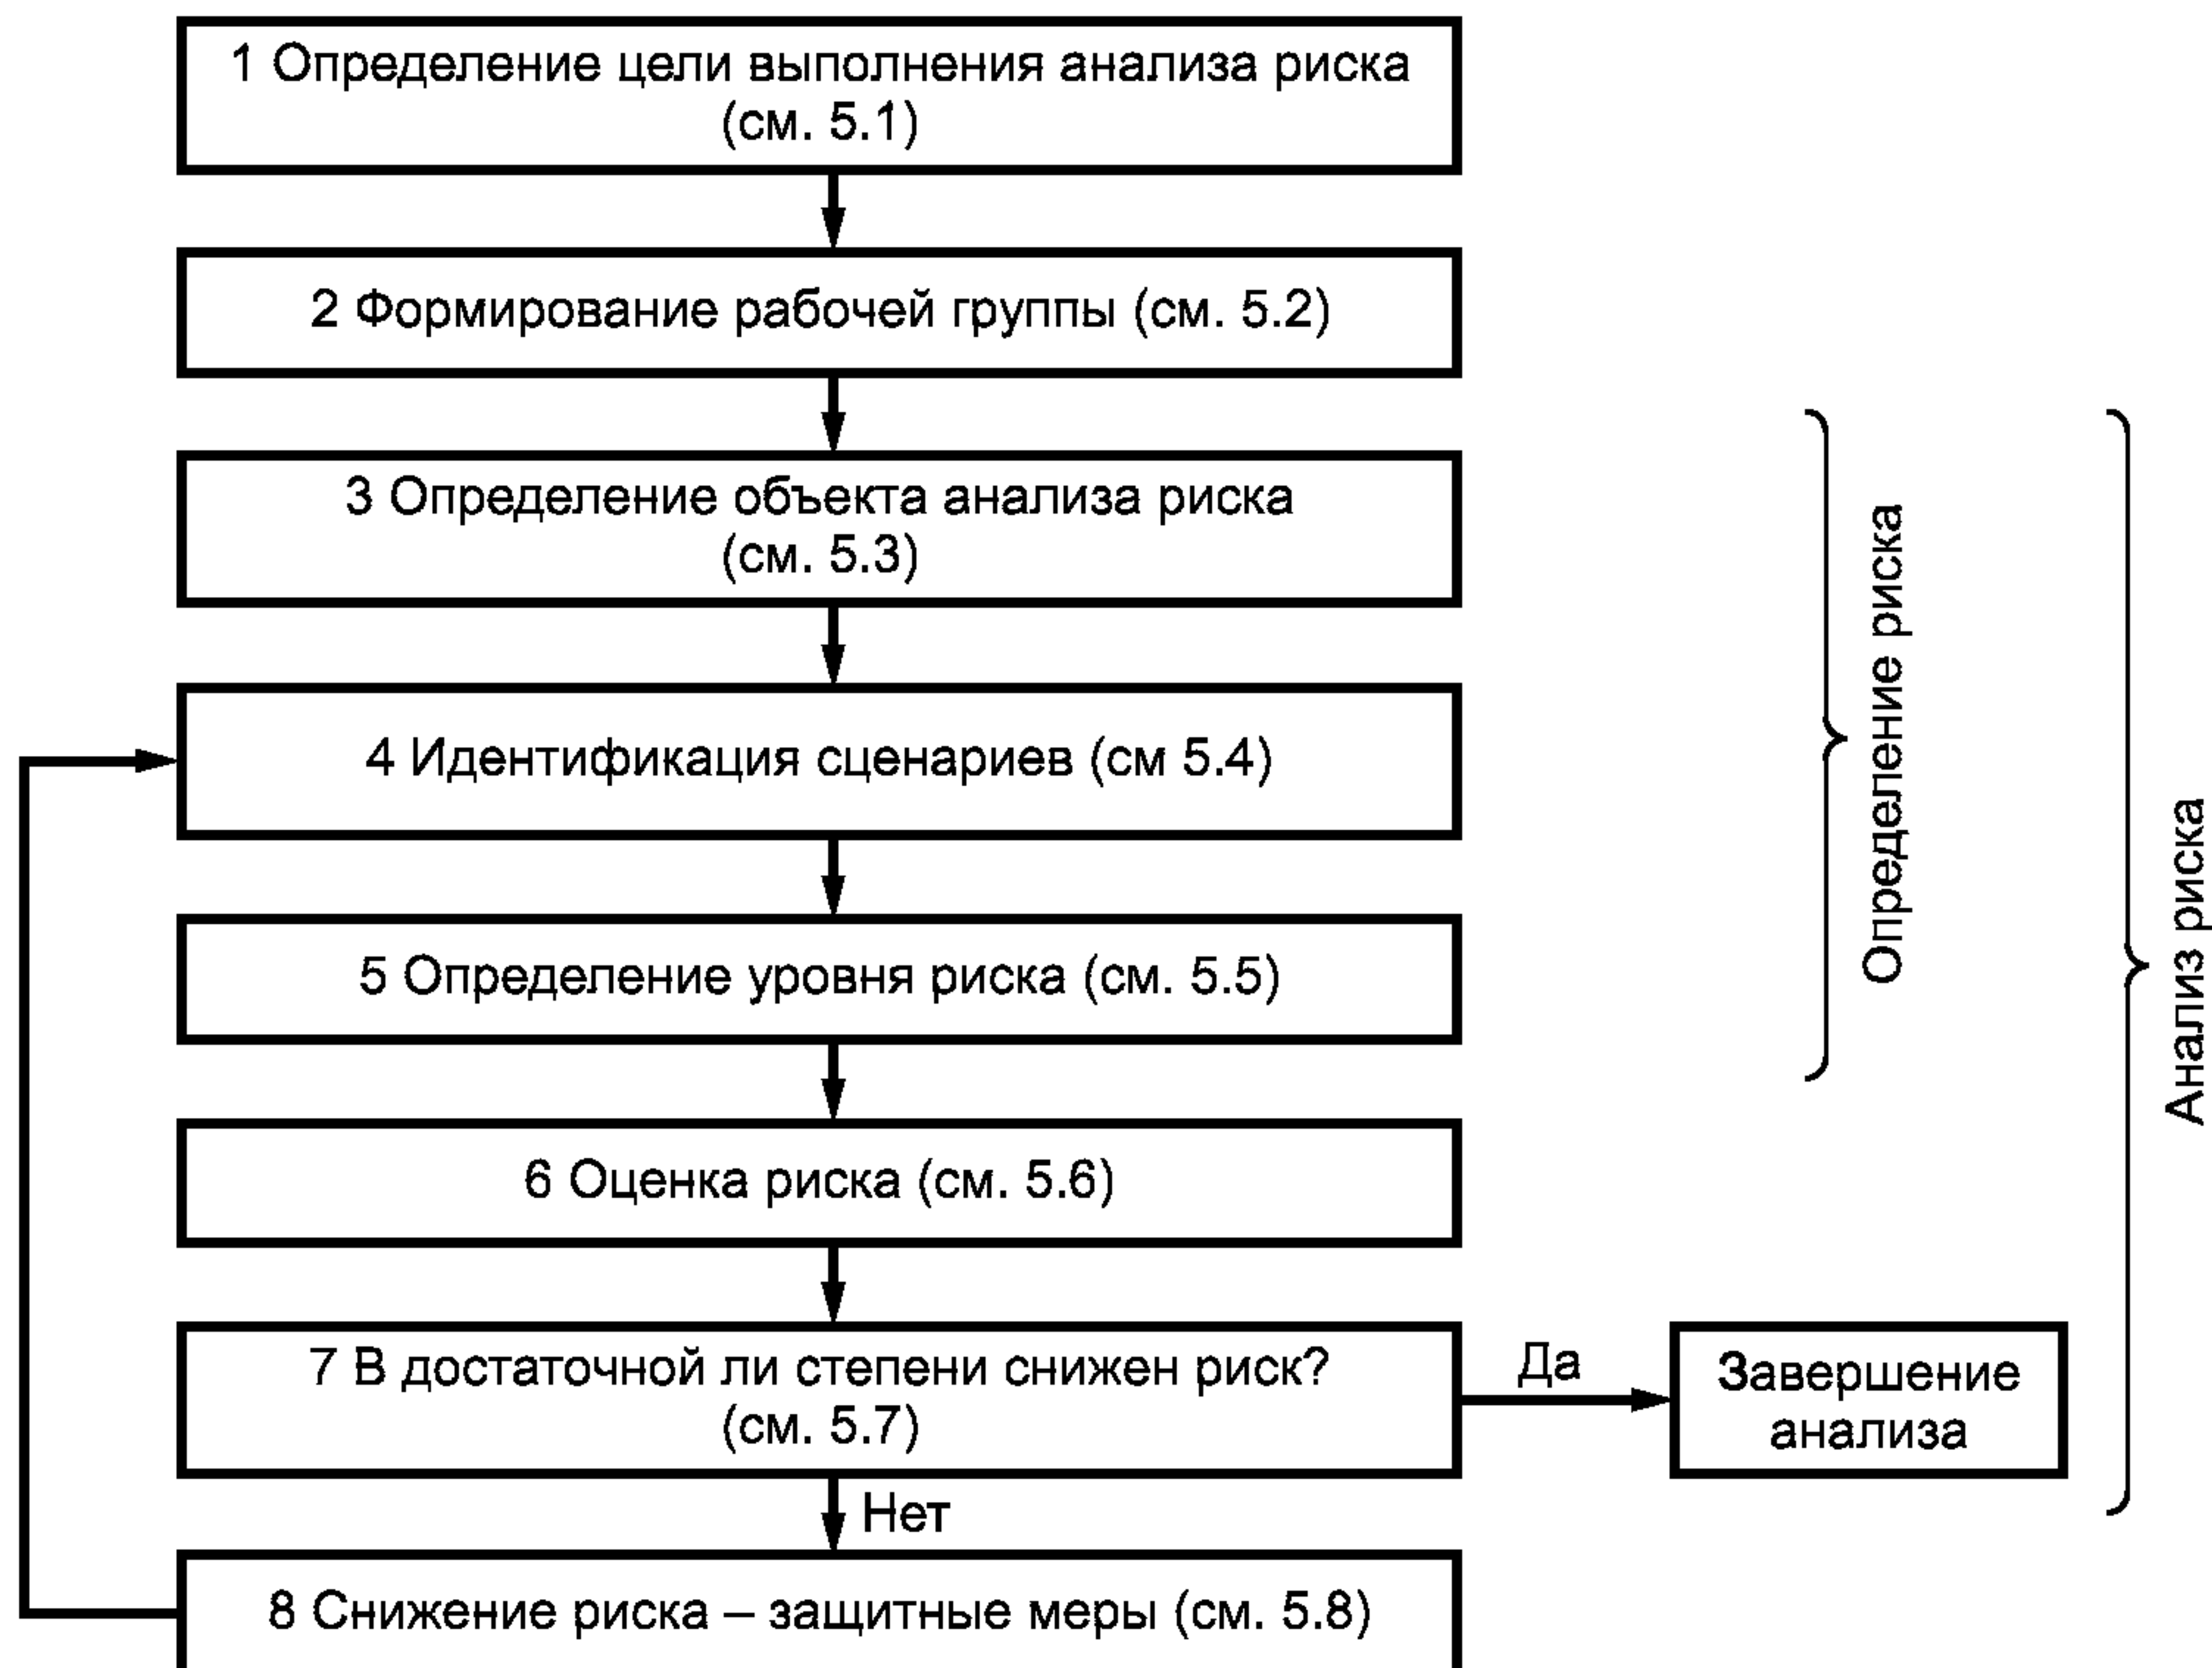 1 Определение цели выполнения анализа риска
(см. 5.1)
2 Формирование рабочей группы (см. 5.2)
3 Определение объекта анализа риска
(см. 5.3)
4 Идентификация сценариев (см 5.4)
5 Определение уровня риска (см. 5.5)
6 Оценка риска (см. 5.6)
7 В достаточной ли степени снижен риск?
(см. 5.7)
Да
Завершение
анализа
Нет
8 Снижение риска – защитные меры (см. 5.8)
Определение риска
Анализ риска